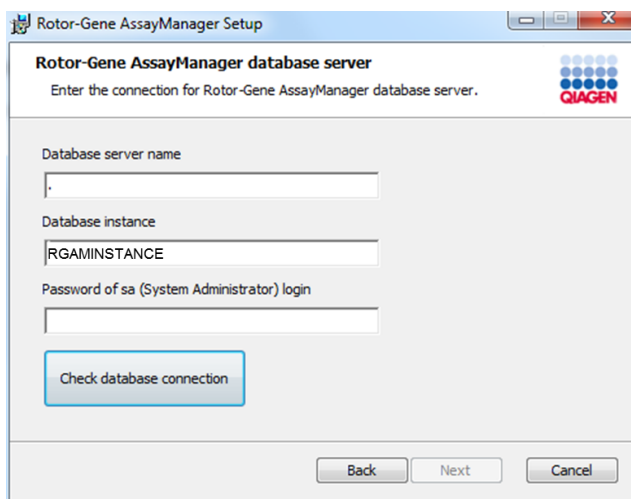 Rotor-Gene AssayManager Setup
Rotor-Gene AssayManager database server
Enter the connection for Rotor-Gene AssayManager database server.
QIAGEN
Database server name
.
Database instance
RGAMINSTANCE
Password of sa (System Administrator) login
Check database connection
Back Next Cancel